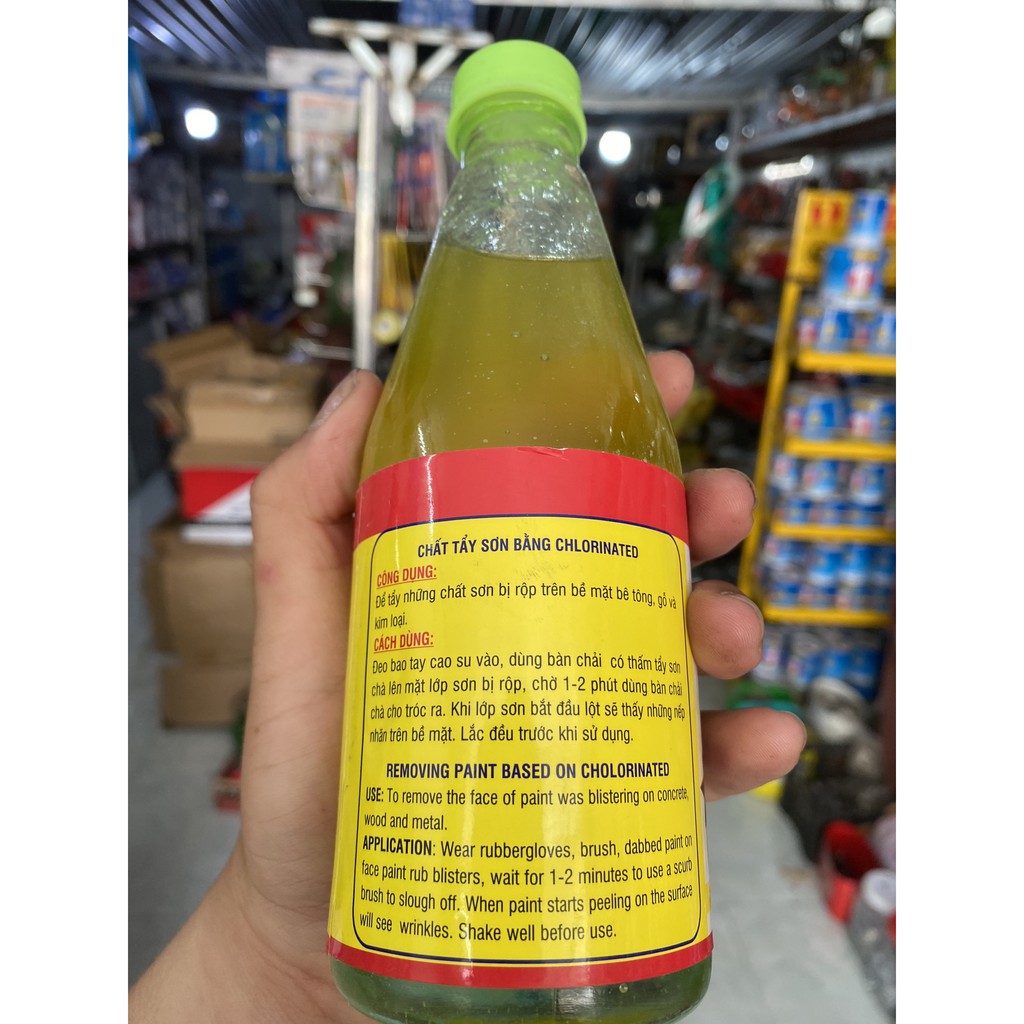 CHẤT TẨY SƠN BẰNG CHLORINATED
CÔNG DỤNG:
Để tẩy những chất sơn bị rộp trên bề mặt bê tông, gỗ và
kim loại.
CÁCH DÙNG:
Đeo bao tay cao su vào, dùng bàn chải có thấm tẩy sơn
chà lên mặt lớp sơn bị rộp, chờ 1-2 phút dùng bàn chải
chà cho tróc ra. Khi lớp sơn bắt đầu lột sẽ thấy những nếp
nhăn trên bề mặt. Lắc đều trước khi sử dụng.
REMOVING PAINT BASED ON CHOLORINATED
USE: To remove the face of paint was blistering on concrete,
wood and metal.
APPLICATION: Wear rubbergloves, brush, dabbed paint on
face paint rub blisters, wait for 1-2 minutes to use a scurb
brush to slough off. When paint starts peeling on the surface
will see wrinkles. Shake well before use.